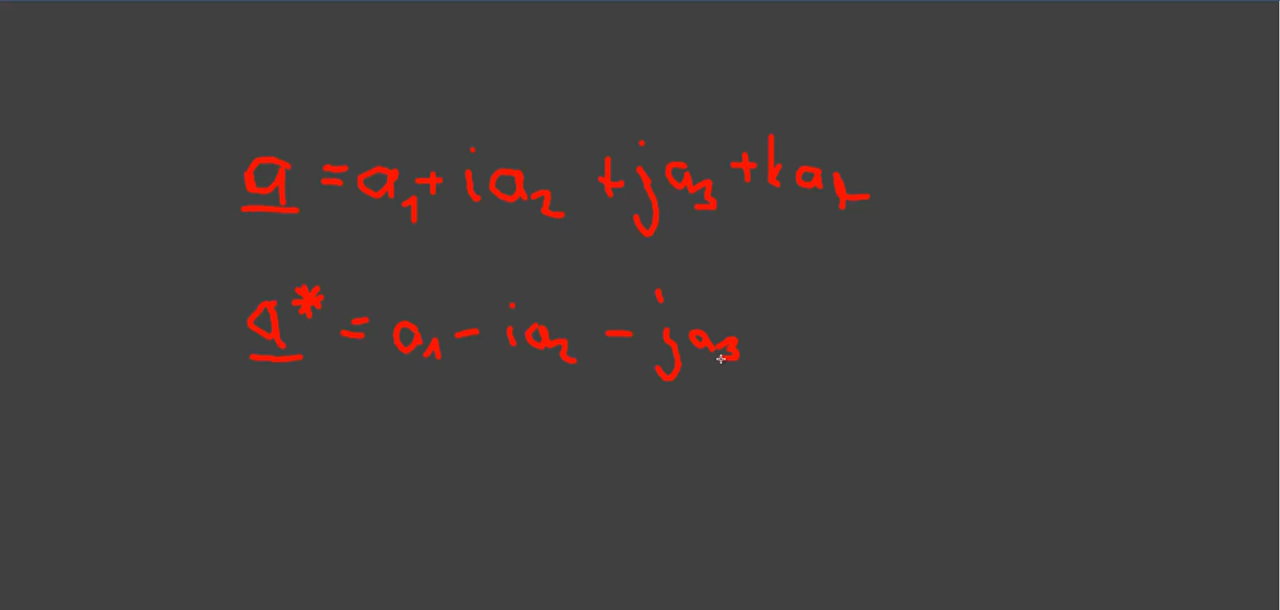 a = a₁ + ia₂ + ja₃ + ka₄
a* = a₁ - ia₂ - ja₃